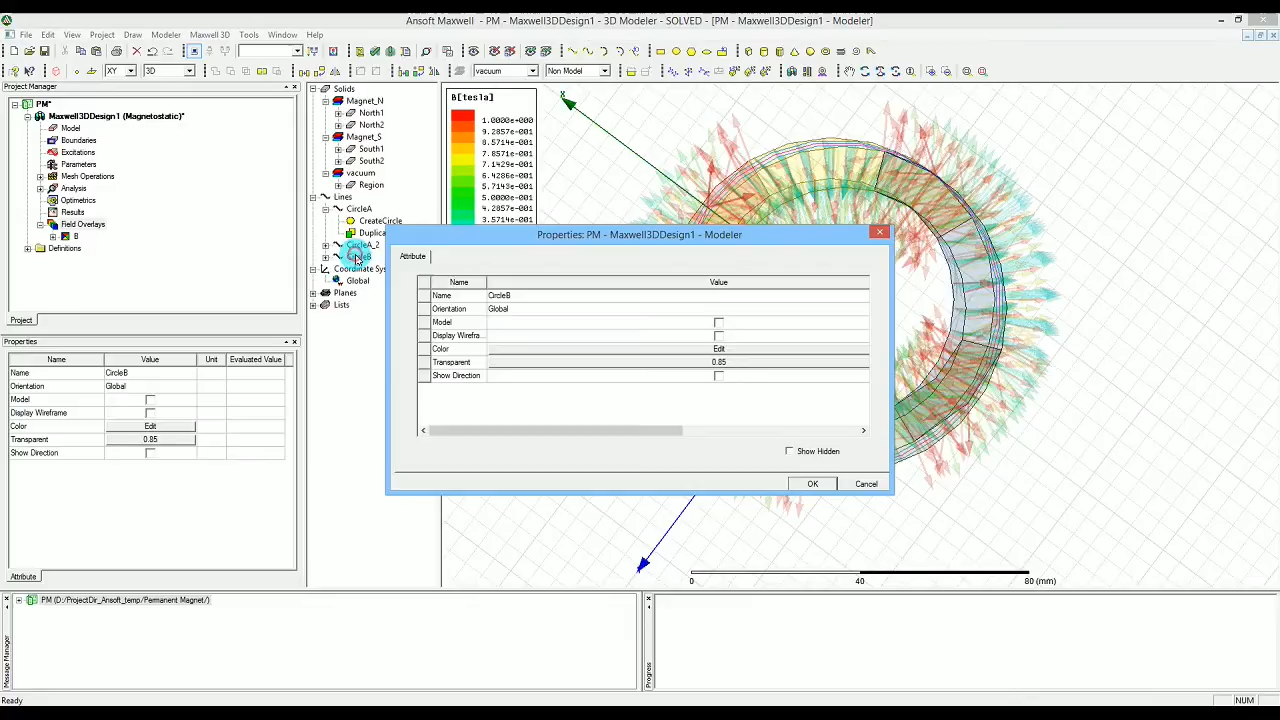 Ansoft Maxwell - PM - Maxwell3DDesign1 - 3D Modeler - SOLVED - [PM - Maxwell3DDesign1 - Modeler]
File Edit View Project Draw Modeler Maxwell 3D Tools Window Help
XY 3D vacuum Non Model
Project Manager
PM*
Maxwell3DDesign1 (Magnetostatic)*
Model
Boundaries
Excitations
Parameters
Mesh Operations
Analysis
Optimetrics
Results
Field Overlays
B
Definitions
Project
Solids
Magnet_N
North1
North2
Magnet_S
South1
South2
vacuum
Region
Lines
CircleA
CreateCircle
Duplica
CircleA_2
CircleB
Coordinate Sys
Global
Planes
Lists
B[tesla]
1.0000e+000
9.2857e-001
8.5714e-001
7.8571e-001
7.1429e-001
6.4286e-001
5.7143e-001
5.0000e-001
4.2857e-001
3.5714e-001
X
Properties: PM - Maxwell3DDesign1 - Modeler
Attribute
Name Value
Name CircleB
Orientation Global
Model
Display Wirefra...
Color Edit
Transparent 0.85
Show Direction
Show Hidden
OK Cancel
Properties
Name Value Unit Evaluated Value
Name CircleB
Orientation Global
Model
Display Wireframe
Color Edit
Transparent 0.85
Show Direction
Attribute
0 40 80 (mm)
Message Manager
PM (D:/ProjectDir_Ansoft_temp/Permanent Magnet/)
Progress
Ready
NUM